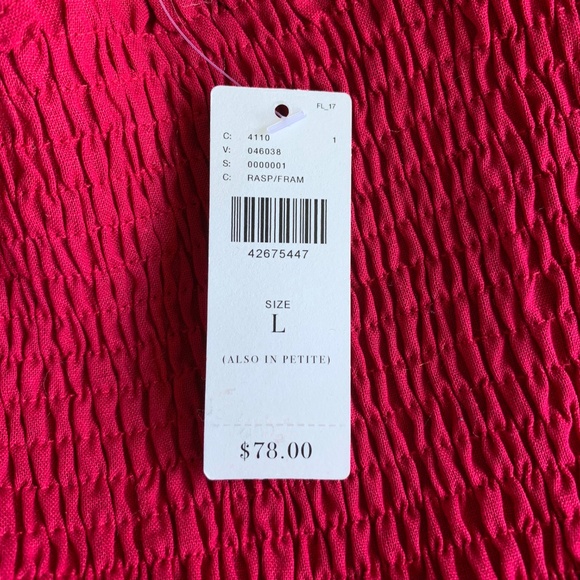 FL_17
C: 4110 1
V: 046038
S: 0000001
C: RASP/FRAM
42675447
SIZE
L
(ALSO IN PETITE)
$78.00